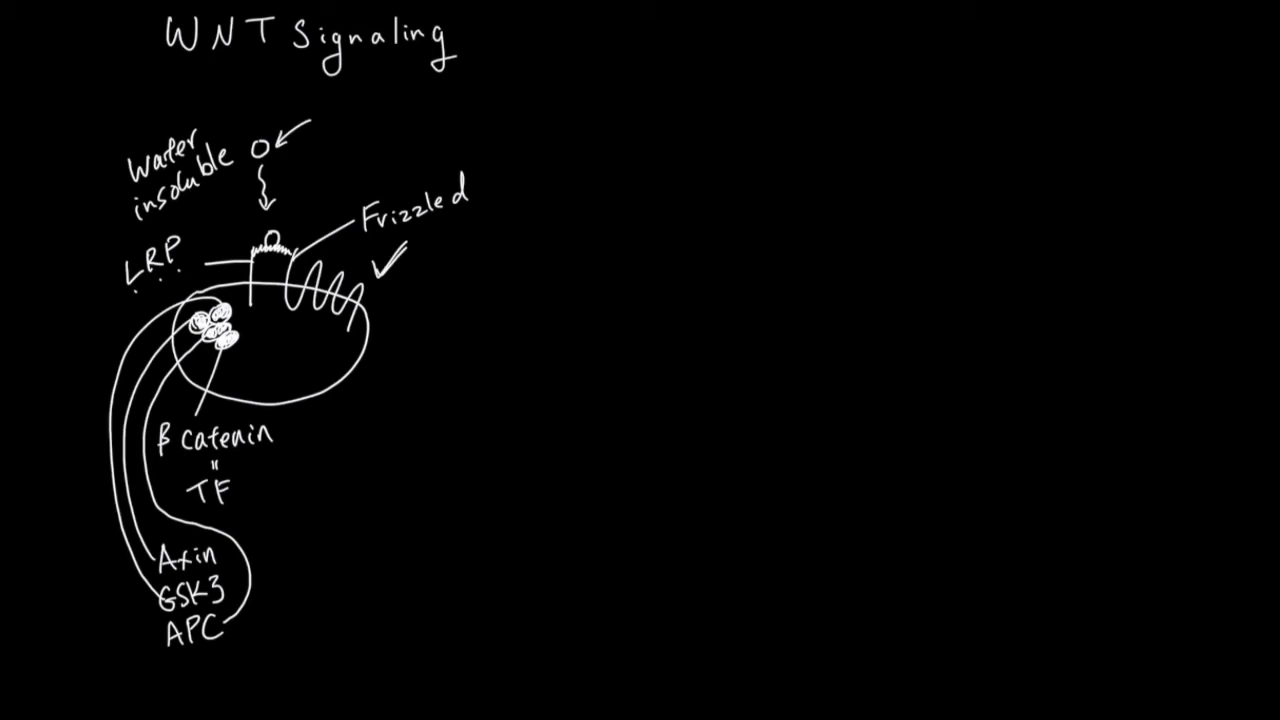 WNT Signaling
Water
insoluble
Frizzled
LRP
β catenin
"
TF
Axin
GSK3
APC